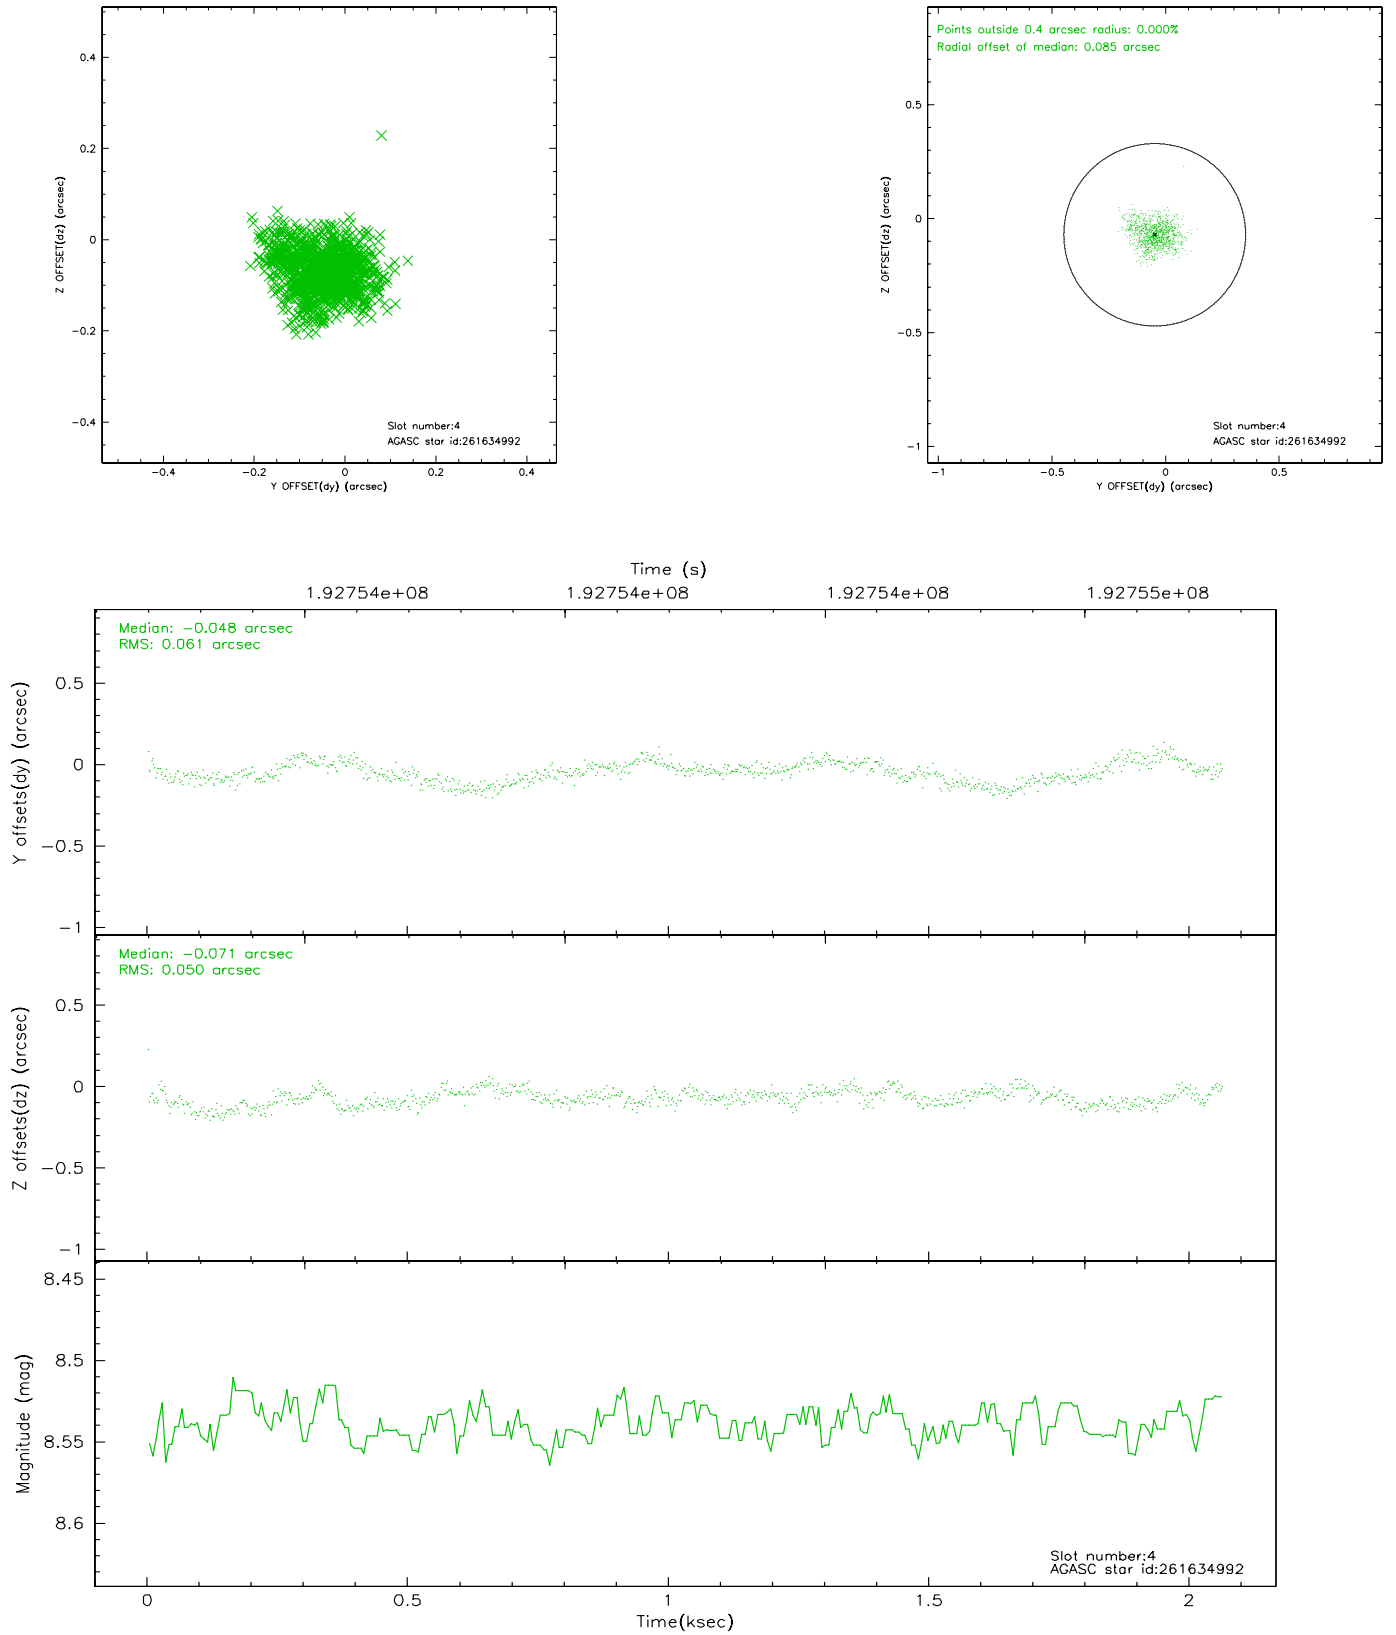 0.4
0.2
0
−0.2
−0.4
Z OFFSET(dz) (arcsec)
−0.4
−0.2
0
0.2
0.4
Y OFFSET(dy) (arcsec)
Slot number:4
AGASC star id:261634992
Points outside 0.4 arcsec radius: 0.000%
Radial offset of median: 0.085 arcsec
0.5
0
−0.5
−1
Z OFFSET(dz) (arcsec)
−1
−0.5
0
0.5
Y OFFSET(dy) (arcsec)
Slot number:4
AGASC star id:261634992
Time (s)
1.92754e+08
1.92754e+08
1.92754e+08
1.92755e+08
Median: −0.048 arcsec
RMS: 0.061 arcsec
0.5
0
−0.5
−1
Y offsets(dy) (arcsec)
Median: −0.071 arcsec
RMS: 0.050 arcsec
0.5
0
−0.5
−1
Z offsets(dz) (arcsec)
8.45
8.5
8.55
8.6
Magnitude (mag)
Slot number:4
AGASC star id:261634992
0
0.5
1
1.5
2
Time(ksec)